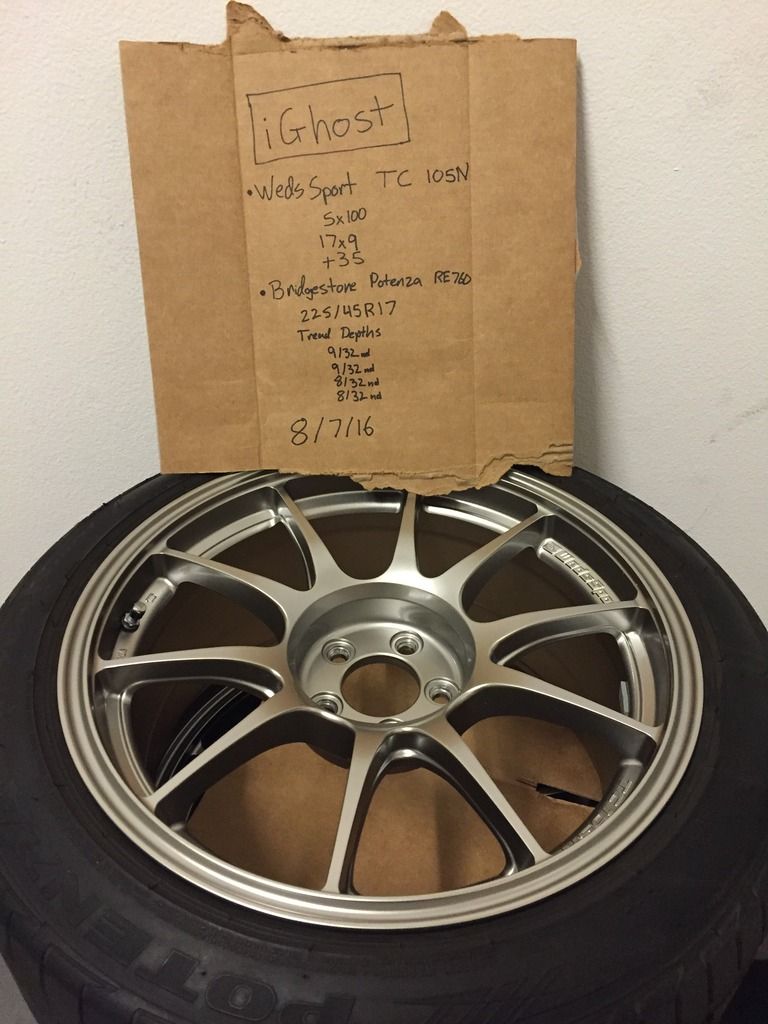 iGhost
• Weds Sport TC 105N
5x100
17x9
+35
• Bridgestone Potenza RE760
225/45R17
Tread Depths
9/32nd
9/32nd
8/32nd
8/32nd
8/7/16
WedsSpo
POTEN